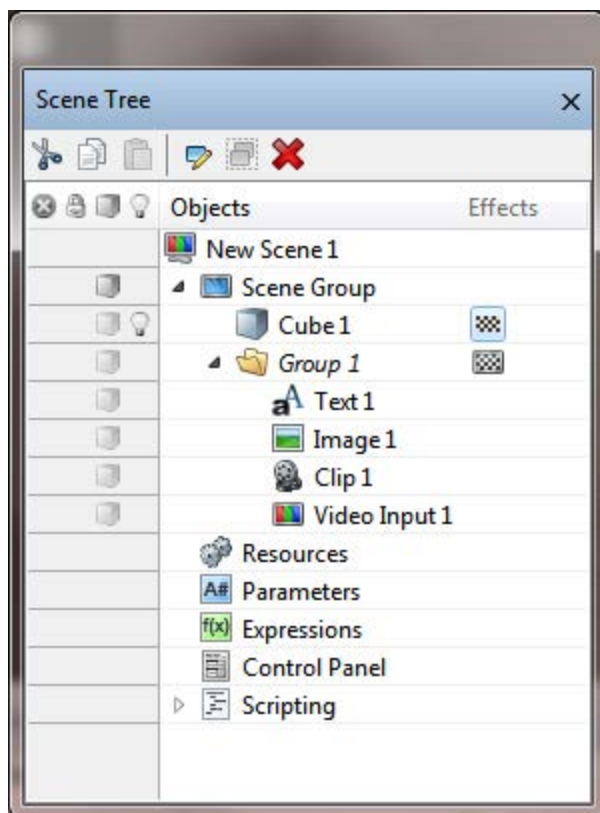 Scene Tree
Objects Effects
New Scene 1
Scene Group
Cube 1
Group 1
aA Text 1
Image 1
Clip 1
Video Input 1
Resources
A# Parameters
f(x) Expressions
Control Panel
Scripting